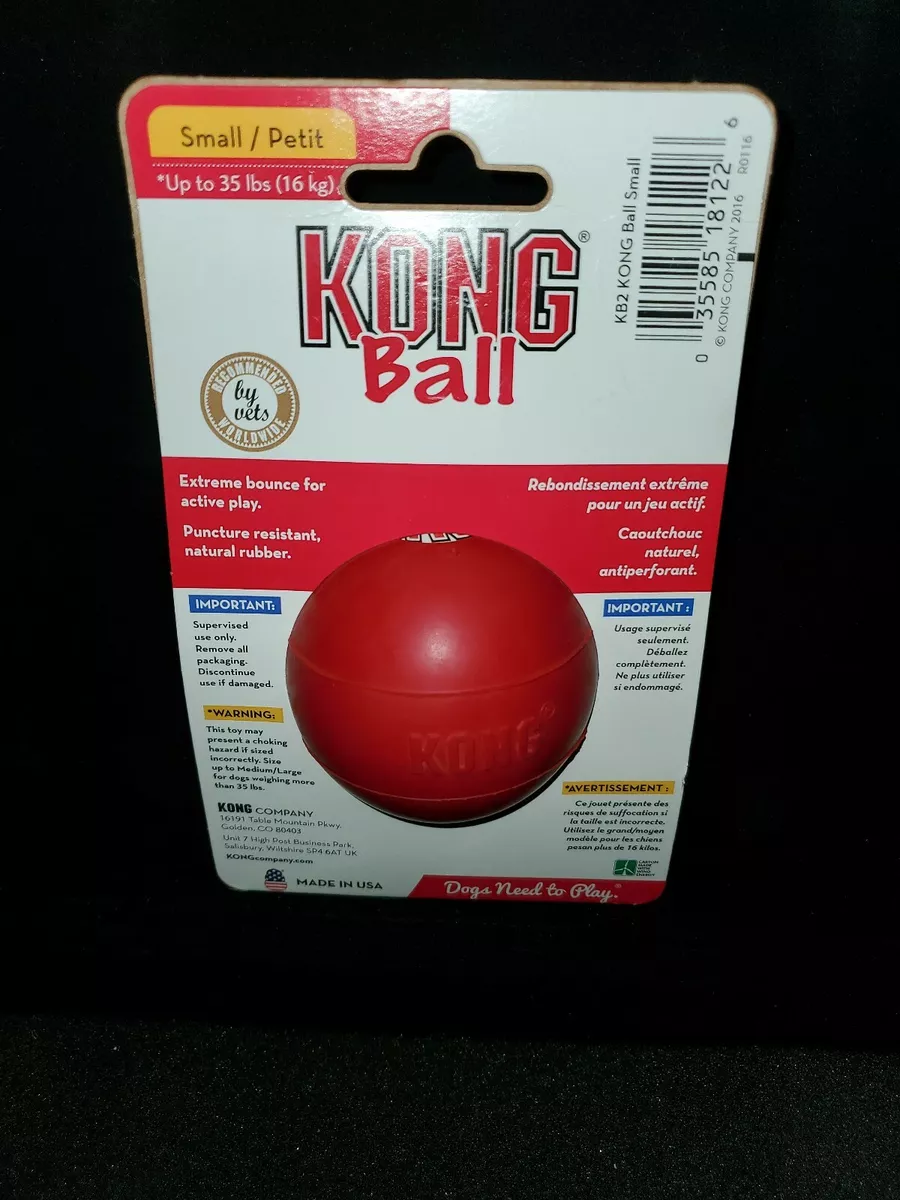 Small / Petit
*Up to 35 lbs (16 kg)
KONG®
Ball
RECOMMENDED
by
vets
WORLDWIDE
KB2 KONG Ball Small
0 35585 18122 6
© KONG COMPANY 2016 R0116
Extreme bounce for
active play.
Puncture resistant,
natural rubber.
Rebondissement extrême
pour un jeu actif.
Caoutchouc
naturel,
antiperforant.
IMPORTANT:
Supervised
use only.
Remove all
packaging.
Discontinue
use if damaged.
*WARNING:
This toy may
present a choking
hazard if sized
incorrectly. Size
up to Medium/Large
for dogs weighing more
than 35 lbs.
IMPORTANT :
Usage supervisé
seulement.
Déballez
complètement.
Ne plus utiliser
si endommagé.
*AVERTISSEMENT :
Ce jouet présente des
risques de suffocation si
la taille est incorrecte.
Utilisez le grand/moyen
modèle pour les chiens
pesan plus de 16 kilos.
KONG®
KONG COMPANY
16191 Table Mountain Pkwy.
Golden, CO 80403
Unit 7 High Post Business Park,
Salisbury, Wiltshire SP4 6AT UK
KONGcompany.com
MADE IN USA
CARTON
MADE
WITH
WIND
ENERGY
Dogs Need to Play.®